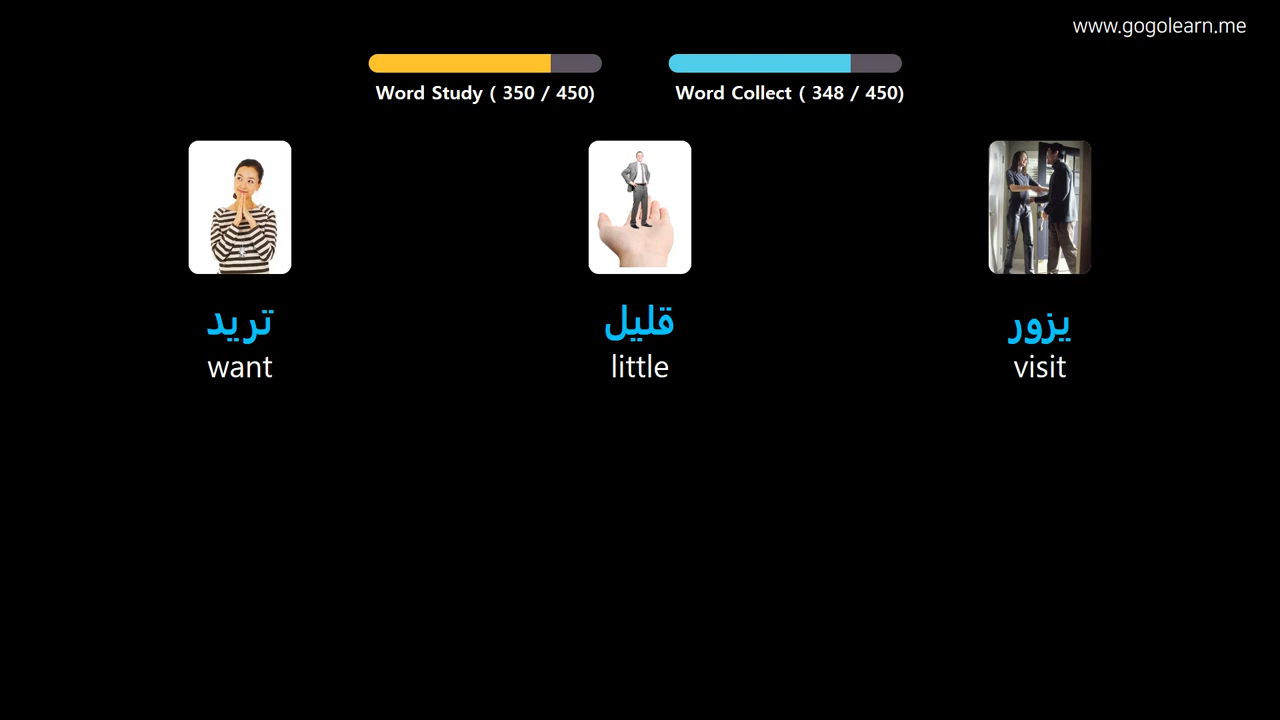 www.gogolearn.me
Word Study ( 350 / 450)
Word Collect ( 348 / 450)
تريد
want
قليل
little
يزور
visit